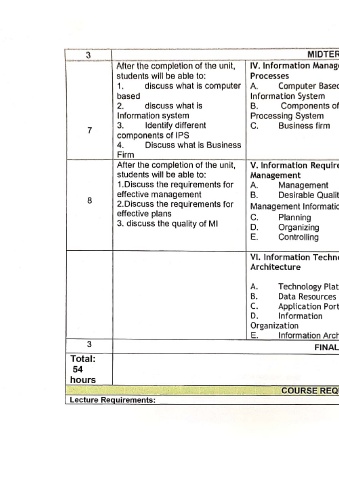 3 MIDTER
After the completion of the unit, IV. Information Manag
students will be able to: Processes
1. discuss what is computer A. Computer Based
based Information System
2. discuss what is B. Components of
Information system Processing System
7 3. Identify different C. Business firm
components of IPS
4. Discuss what is Business
Firm
After the completion of the unit, V. Information Require
students will be able to: Management
1.Discuss the requirements for A. Management
effective management B. Desirable Qualit
8 2.Discuss the requirements for Management Informatio
effective plans C. Planning
3. discuss the quality of MI D. Organizing
E. Controlling
VI. Information Techno
Architecture
A. Technology Plat
B. Data Resources
C. Application Port
D. Information
Organization
E. Information Arch
3 FINAL
Total:
54
hours
COURSE REQ
Lecture Requirements: